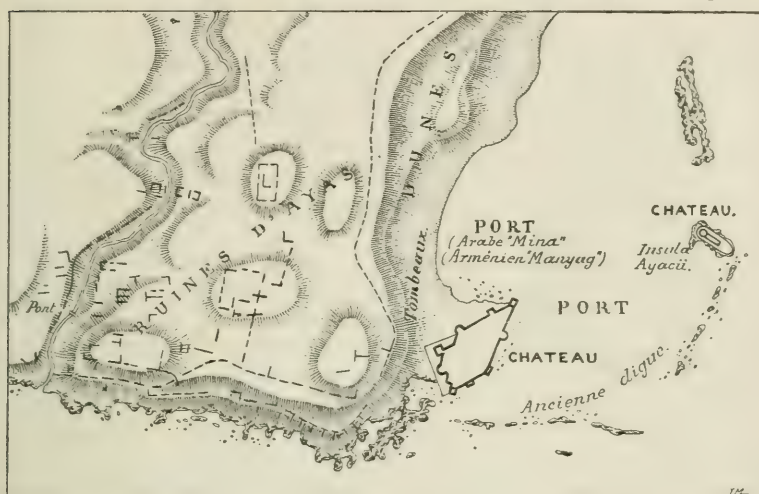 DUNES
CHATEAU.
PORT
(Arabe "Mina"
(Arménien "Manyag")
Insula
Ayacii.
RUINES D'AYAS
Tombeaux
PORT
Pont
CHATEAU
Ancienne digue.
J.M.